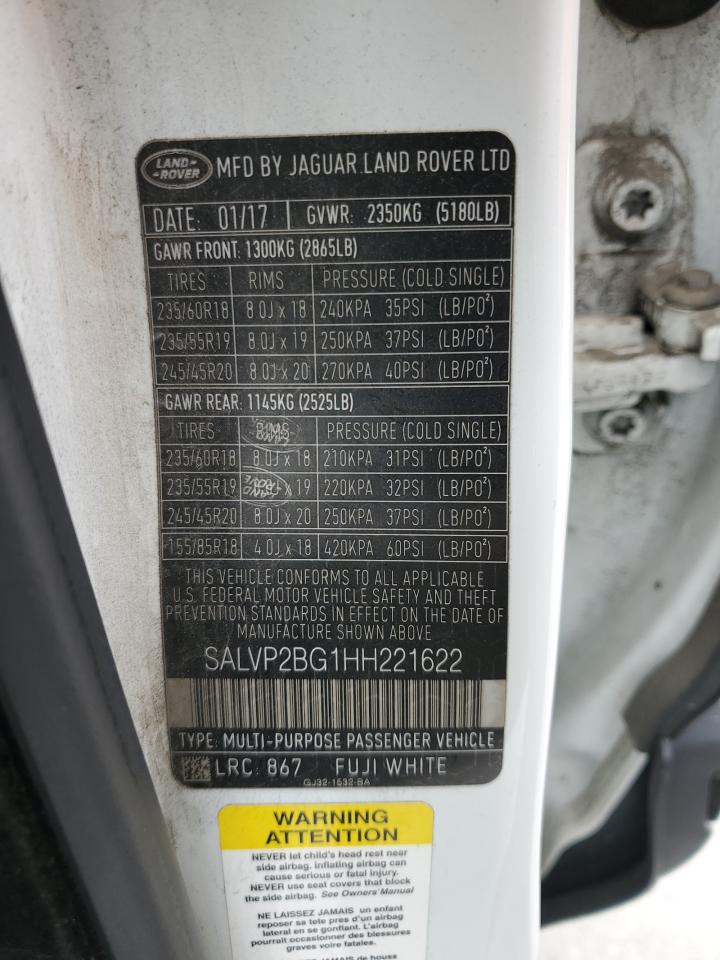 LAND-ROVER MFD BY JAGUAR LAND ROVER LTD
DATE: 01/17 GVWR: 2350KG (5180LB)
GAWR FRONT: 1300KG (2865LB)
TIRES RIMS PRESSURE (COLD SINGLE)
235/60R18 8.0J x 18 240KPA 35PSI (LB/PO²)
235/55R19 8.0J x 19 250KPA 37PSI (LB/PO²)
245/45R20 8.0J x 20 270KPA 40PSI (LB/PO²)
GAWR REAR: 1145KG (2525LB)
TIRES RIMS PRESSURE (COLD SINGLE)
235/60R18 8.0J x 18 210KPA 31PSI (LB/PO²)
235/55R19 x 19 220KPA 32PSI (LB/PO²)
245/45R20 8.0J x 20 250KPA 37PSI (LB/PO²)
155/85R18 4.0J x 18 420KPA 60PSI (LB/PO²)
THIS VEHICLE CONFORMS TO ALL APPLICABLE
U.S. FEDERAL MOTOR VEHICLE SAFETY AND THEFT
PREVENTION STANDARDS IN EFFECT ON THE DATE OF
MANUFACTURE SHOWN ABOVE
SALVP2BG1HH221622
TYPE: MULTI-PURPOSE PASSENGER VEHICLE
LRC: 867 FUJI WHITE
GJ32-1532-BA
WARNING
ATTENTION
NEVER let child's head rest near
side airbag. inflating airbag can
cause serious or fatal injury.
NEVER use seat covers that block
the side airbag. See Owners' Manual
NE LAISSEZ JAMAIS un enfant
reposer sa tete pres d'un airbag
lateral en se gonflant. L'airbag
pourrait occasionner des blessures
graves voire fatales.
JAMAIS de housse